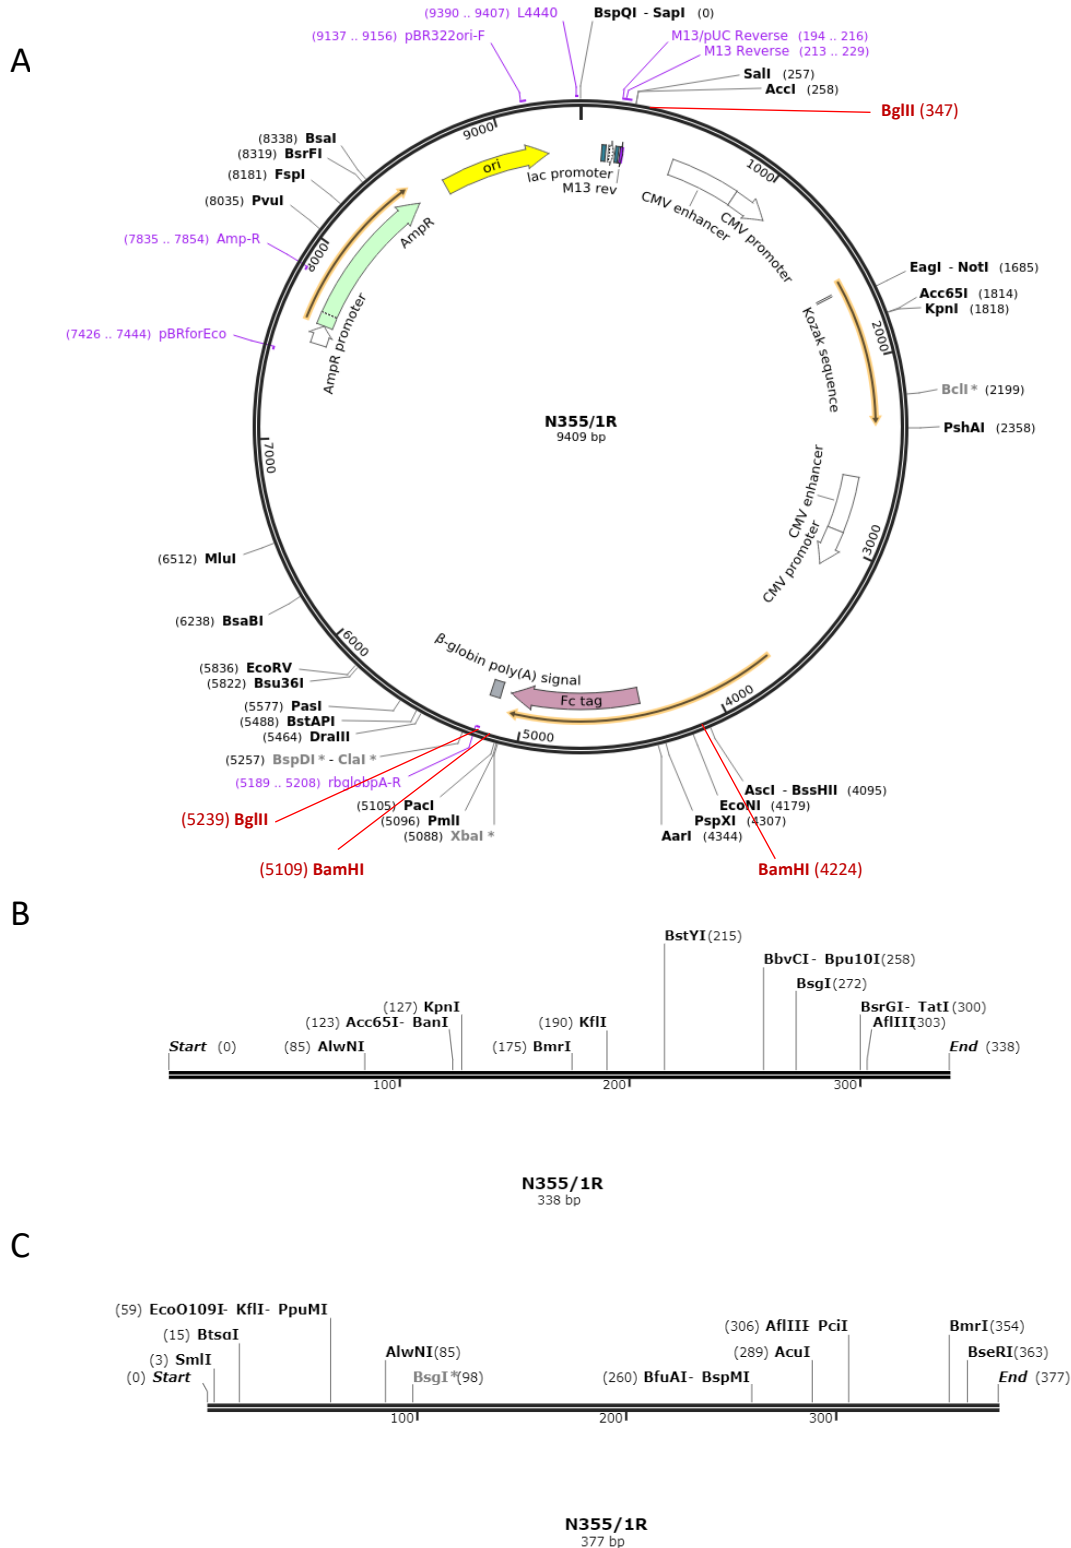 A
(9390 .. 9407) L4440
BspQI - SapI (0)
(9137 .. 9156) pBR322ori-F
M13/pUC Reverse (194 .. 216)
M13 Reverse (213 .. 229)
SalI (257)
AccI (258)
BglII (347)
(8338) BsaI
(8319) BsrFI
(8181) FspI
(8035) PvuI
(7835 .. 7854) Amp-R
(7426 .. 7444) pBRforEco
9000
ori
lac promoter
M13 rev
1000
CMV enhancer
CMV promoter
8000
AmpR
AmpR promoter
EagI - NotI (1685)
Acc65I (1814)
KpnI (1818)
2000
Kozak sequence
BclI * (2199)
PshAI (2358)
N355/1R
9409 bp
7000
CMV enhancer
CMV promoter
3000
(6512) MluI
(6238) BsaBI
6000
β-globin poly(A) signal
Fc tag
4000
5000
(5836) EcoRV
(5822) Bsu36I
(5577) PasI
(5488) BstAPI
(5464) DraIII
(5257) BspDI * - ClaI *
(5189 .. 5208) rbglobpA-R
(5239) BglII
(5105) PacI
(5096) PmlI
(5088) XbaI *
(5109) BamHI
AscI - BssHII (4095)
EcoNI (4179)
PspXI (4307)
AarI (4344)
BamHI (4224)
B
BstYI (215)
BbvCI - Bpu10I (258)
BsgI (272)
(127) KpnI
BsrGI - TatI (300)
(123) Acc65I - BanI
(190) KflI
AflIII (303)
Start (0)
(85) AlwNI
(175) BmrI
End (338)
100
200
300
N355/1R
338 bp
C
(59) EcoO109I - KflI - PpuMI
(306) AflIII - PciI
BmrI (354)
(15) BtsαI
AlwNI (85)
(289) AcuI
BseRI (363)
(3) SmlI
(0) Start
BsgI * (98)
(260) BfuAI - BspMI
End (377)
100
200
300
N355/1R
377 bp